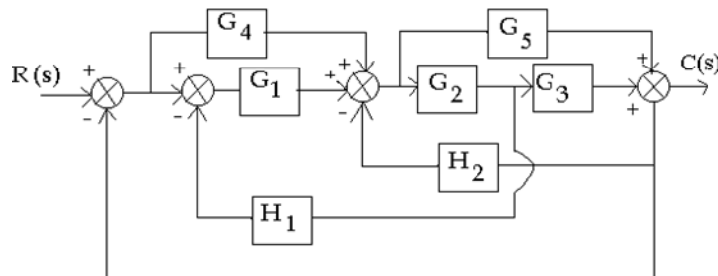 G4
G5
R(s)
+
+
G1
+
+
G2
G3
+
+
C(s)
-
-
-
H2
H1